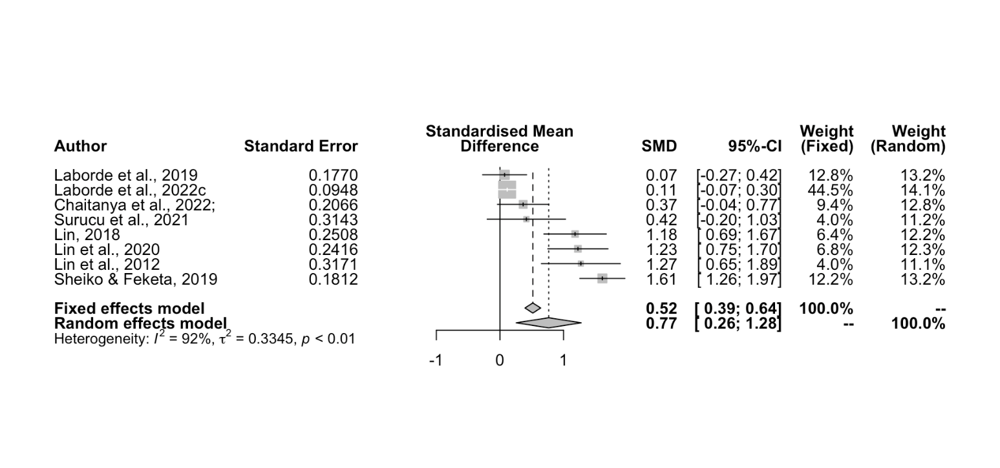 Author Standard Error Standardised Mean Difference SMD 95%-CI Weight (Fixed) Weight (Random)
Laborde et al., 2019 0.1770 0.07 [-0.27; 0.42] 12.8% 13.2%
Laborde et al., 2022c 0.0948 0.11 [-0.07; 0.30] 44.5% 14.1%
Chaitanya et al., 2022; 0.2066 0.37 [-0.04; 0.77] 9.4% 12.8%
Surucu et al., 2021 0.3143 0.42 [-0.20; 1.03] 4.0% 11.2%
Lin, 2018 0.2508 1.18 [ 0.69; 1.67] 6.4% 12.2%
Lin et al., 2020 0.2416 1.23 [ 0.75; 1.70] 6.8% 12.3%
Lin et al., 2012 0.3171 1.27 [ 0.65; 1.89] 4.0% 11.1%
Sheiko & Feketa, 2019 0.1812 1.61 [ 1.26; 1.97] 12.2% 13.2%
Fixed effects model 0.52 [ 0.39; 0.64] 100.0% --
Random effects model 0.77 [ 0.26; 1.28] -- 100.0%
Heterogeneity: I² = 92%, τ² = 0.3345, p < 0.01
-1 0 1